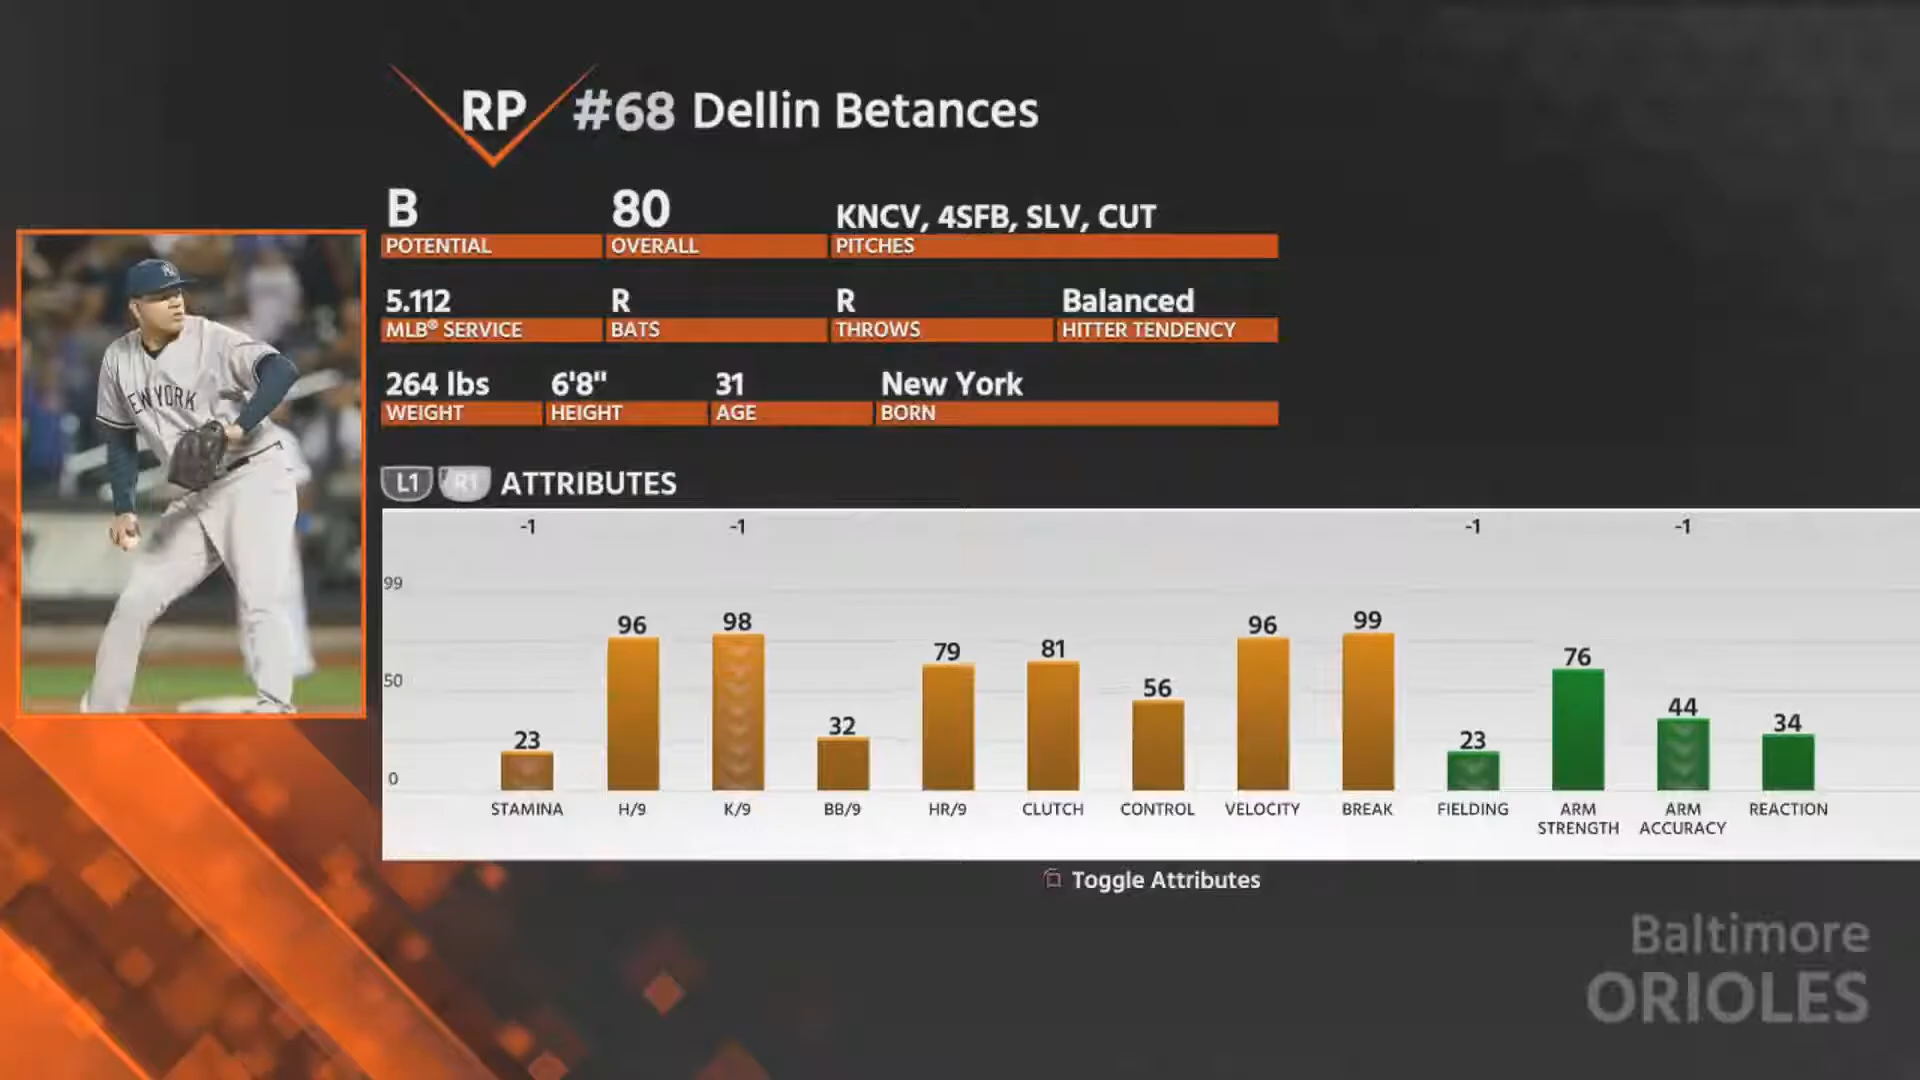 RP #68 Dellin Betances
B 80 KNCV, 4SFB, SLV, CUT
POTENTIAL OVERALL PITCHES
5.112 R R Balanced
MLB® SERVICE BATS THROWS HITTER TENDENCY
264 lbs 6'8" 31 New York
WEIGHT HEIGHT AGE BORN
NEW YORK
L1 R1 ATTRIBUTES
-1 -1 -1 -1
99
50
0
23 96 98 32 79 81 56 96 99 23 76 44 34
STAMINA H/9 K/9 BB/9 HR/9 CLUTCH CONTROL VELOCITY BREAK FIELDING ARM STRENGTH ARM ACCURACY REACTION
Toggle Attributes
Baltimore
ORIOLES